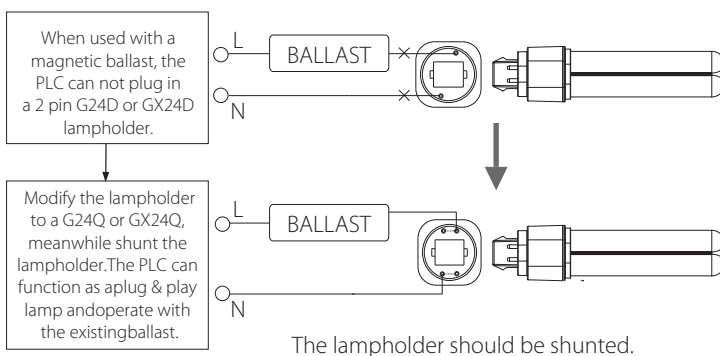 When used with a
magnetic ballast, the
PLC can not plug in
a 2 pin G24D or GX24D
lampholder.
L
BALLAST
N
Modify the lampholder
to a G24Q or GX24Q,
meanwhile shunt the
lampholder.The PLC can
function as aplug & play
lamp andoperate with
the existingballast.
L
BALLAST
N
The lampholder should be shunted.